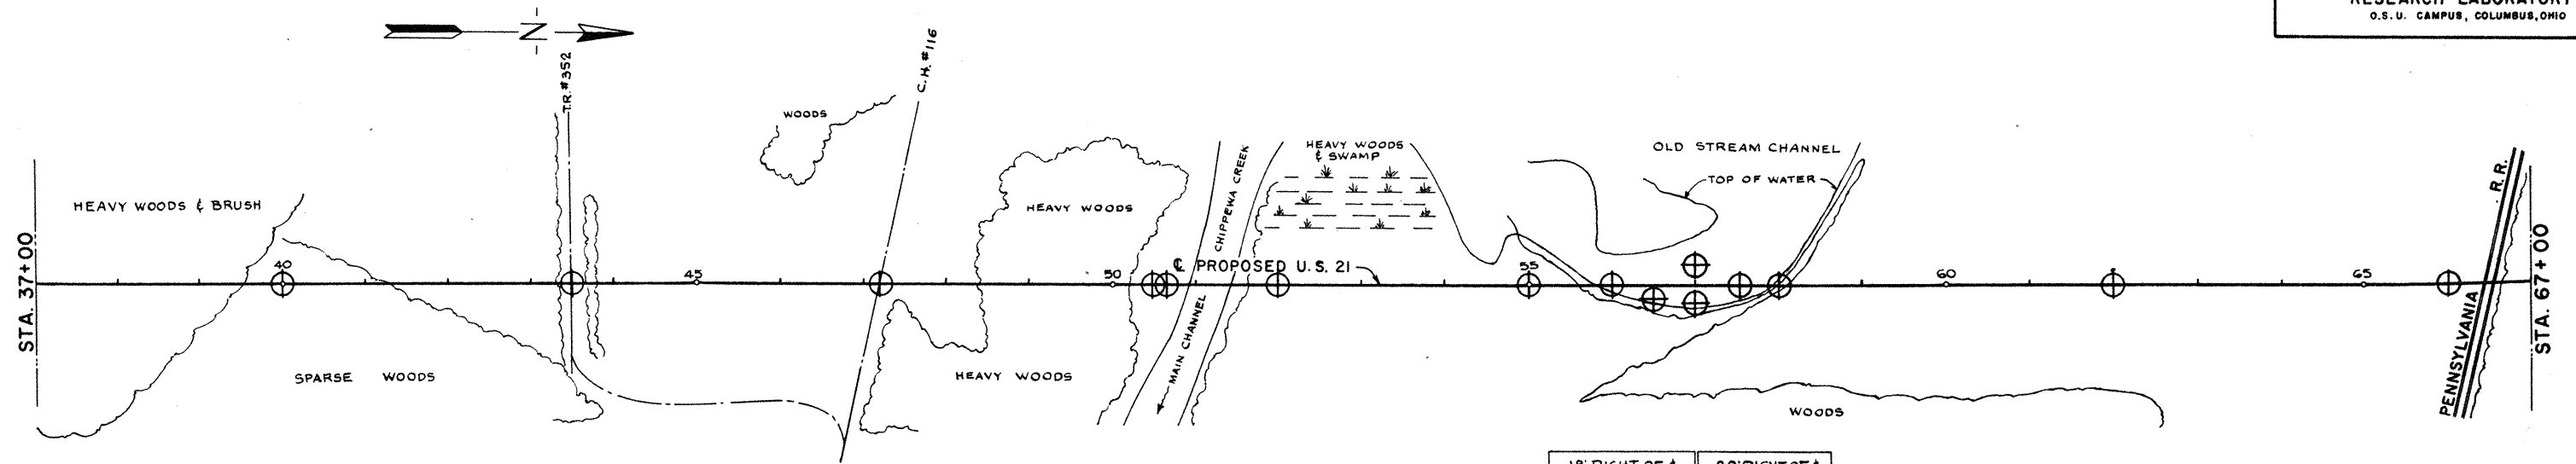 RESEARCH LABORATORY
O.S.U. CAMPUS, COLUMBUS, OHIO
N
T.R. #352
C.H. #116
WOODS
HEAVY WOODS & BRUSH
HEAVY WOODS
CHIPPEWA CREEK
HEAVY WOODS
& SWAMP
OLD STREAM CHANNEL
TOP OF WATER
R.R.
STA. 37+00
40
45
50
℄ PROPOSED U.S. 21
55
60
65
STA. 67+00
SPARSE WOODS
HEAVY WOODS
MAIN CHANNEL
WOODS
PENNSYLVANIA